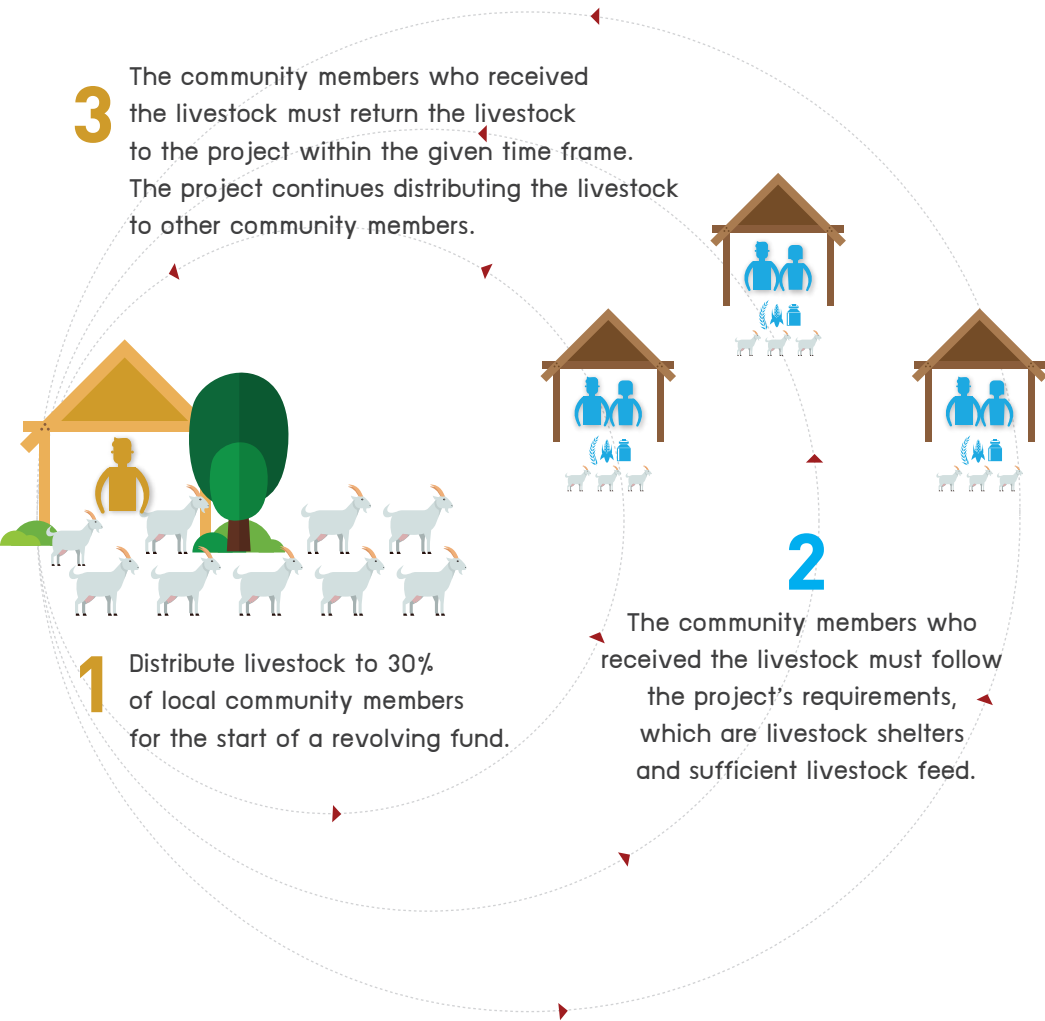 3
The community members who received
the livestock must return the livestock
to the project within the given time frame.
The project continues distributing the livestock
to other community members.
1
Distribute livestock to 30%
of local community members
for the start of a revolving fund.
2
The community members who
received the livestock must follow
the project's requirements,
which are livestock shelters
and sufficient livestock feed.